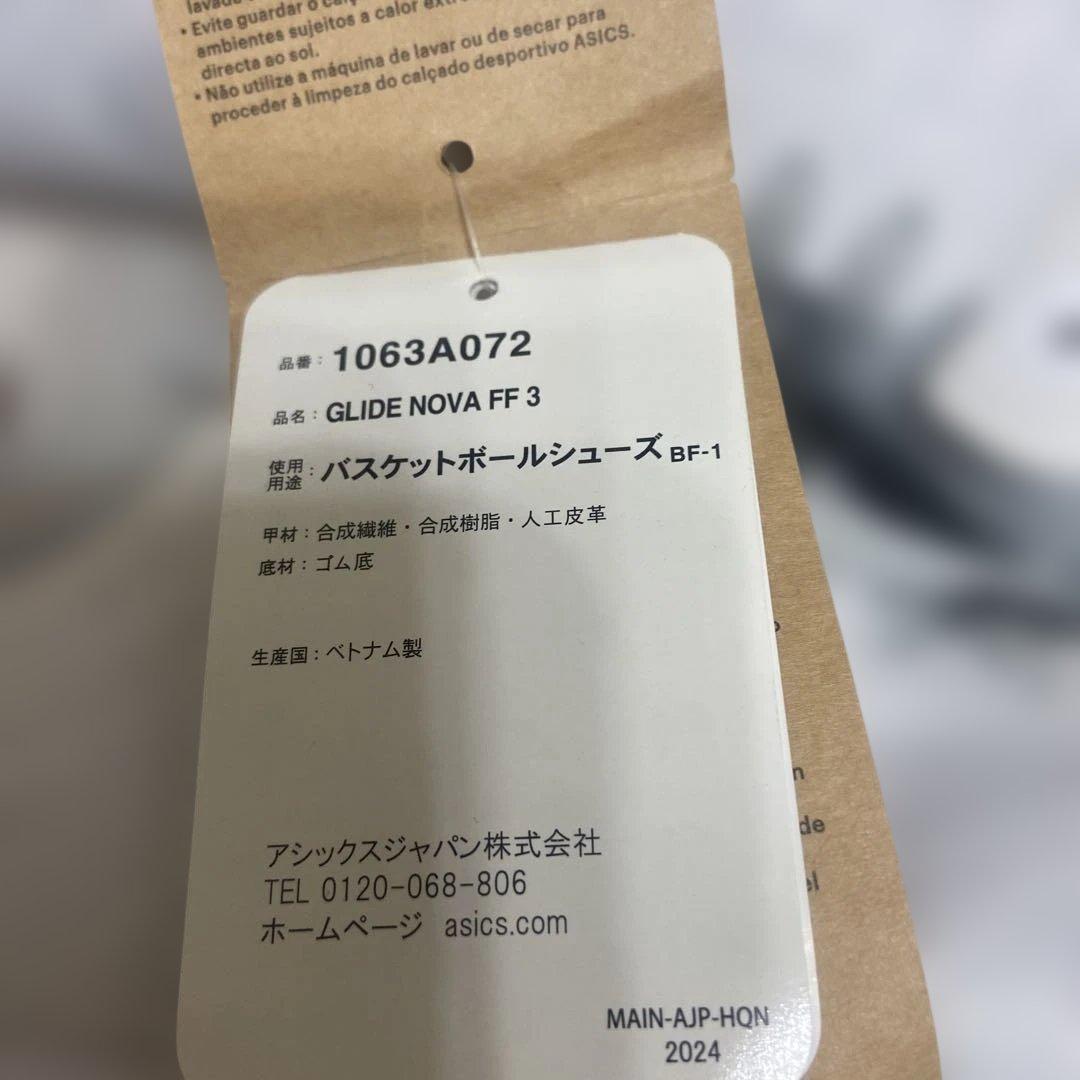 • Evite guardar o calçado
ambientes sujeitos a calor
directa ao sol.
• Não utilize a máquina de lavar ou de secar para
proceder à limpeza do calçado desportivo ASICS.
品番：1063A072
品名：GLIDE NOVA FF 3
使用用途：バスケットボールシューズ BF-1
甲材：合成繊維・合成樹脂・人工皮革
底材：ゴム底
生産国：ベトナム製
アシックスジャパン株式会社
TEL 0120-068-806
ホームページ asics.com
MAIN-AJP-HQN
2024
de